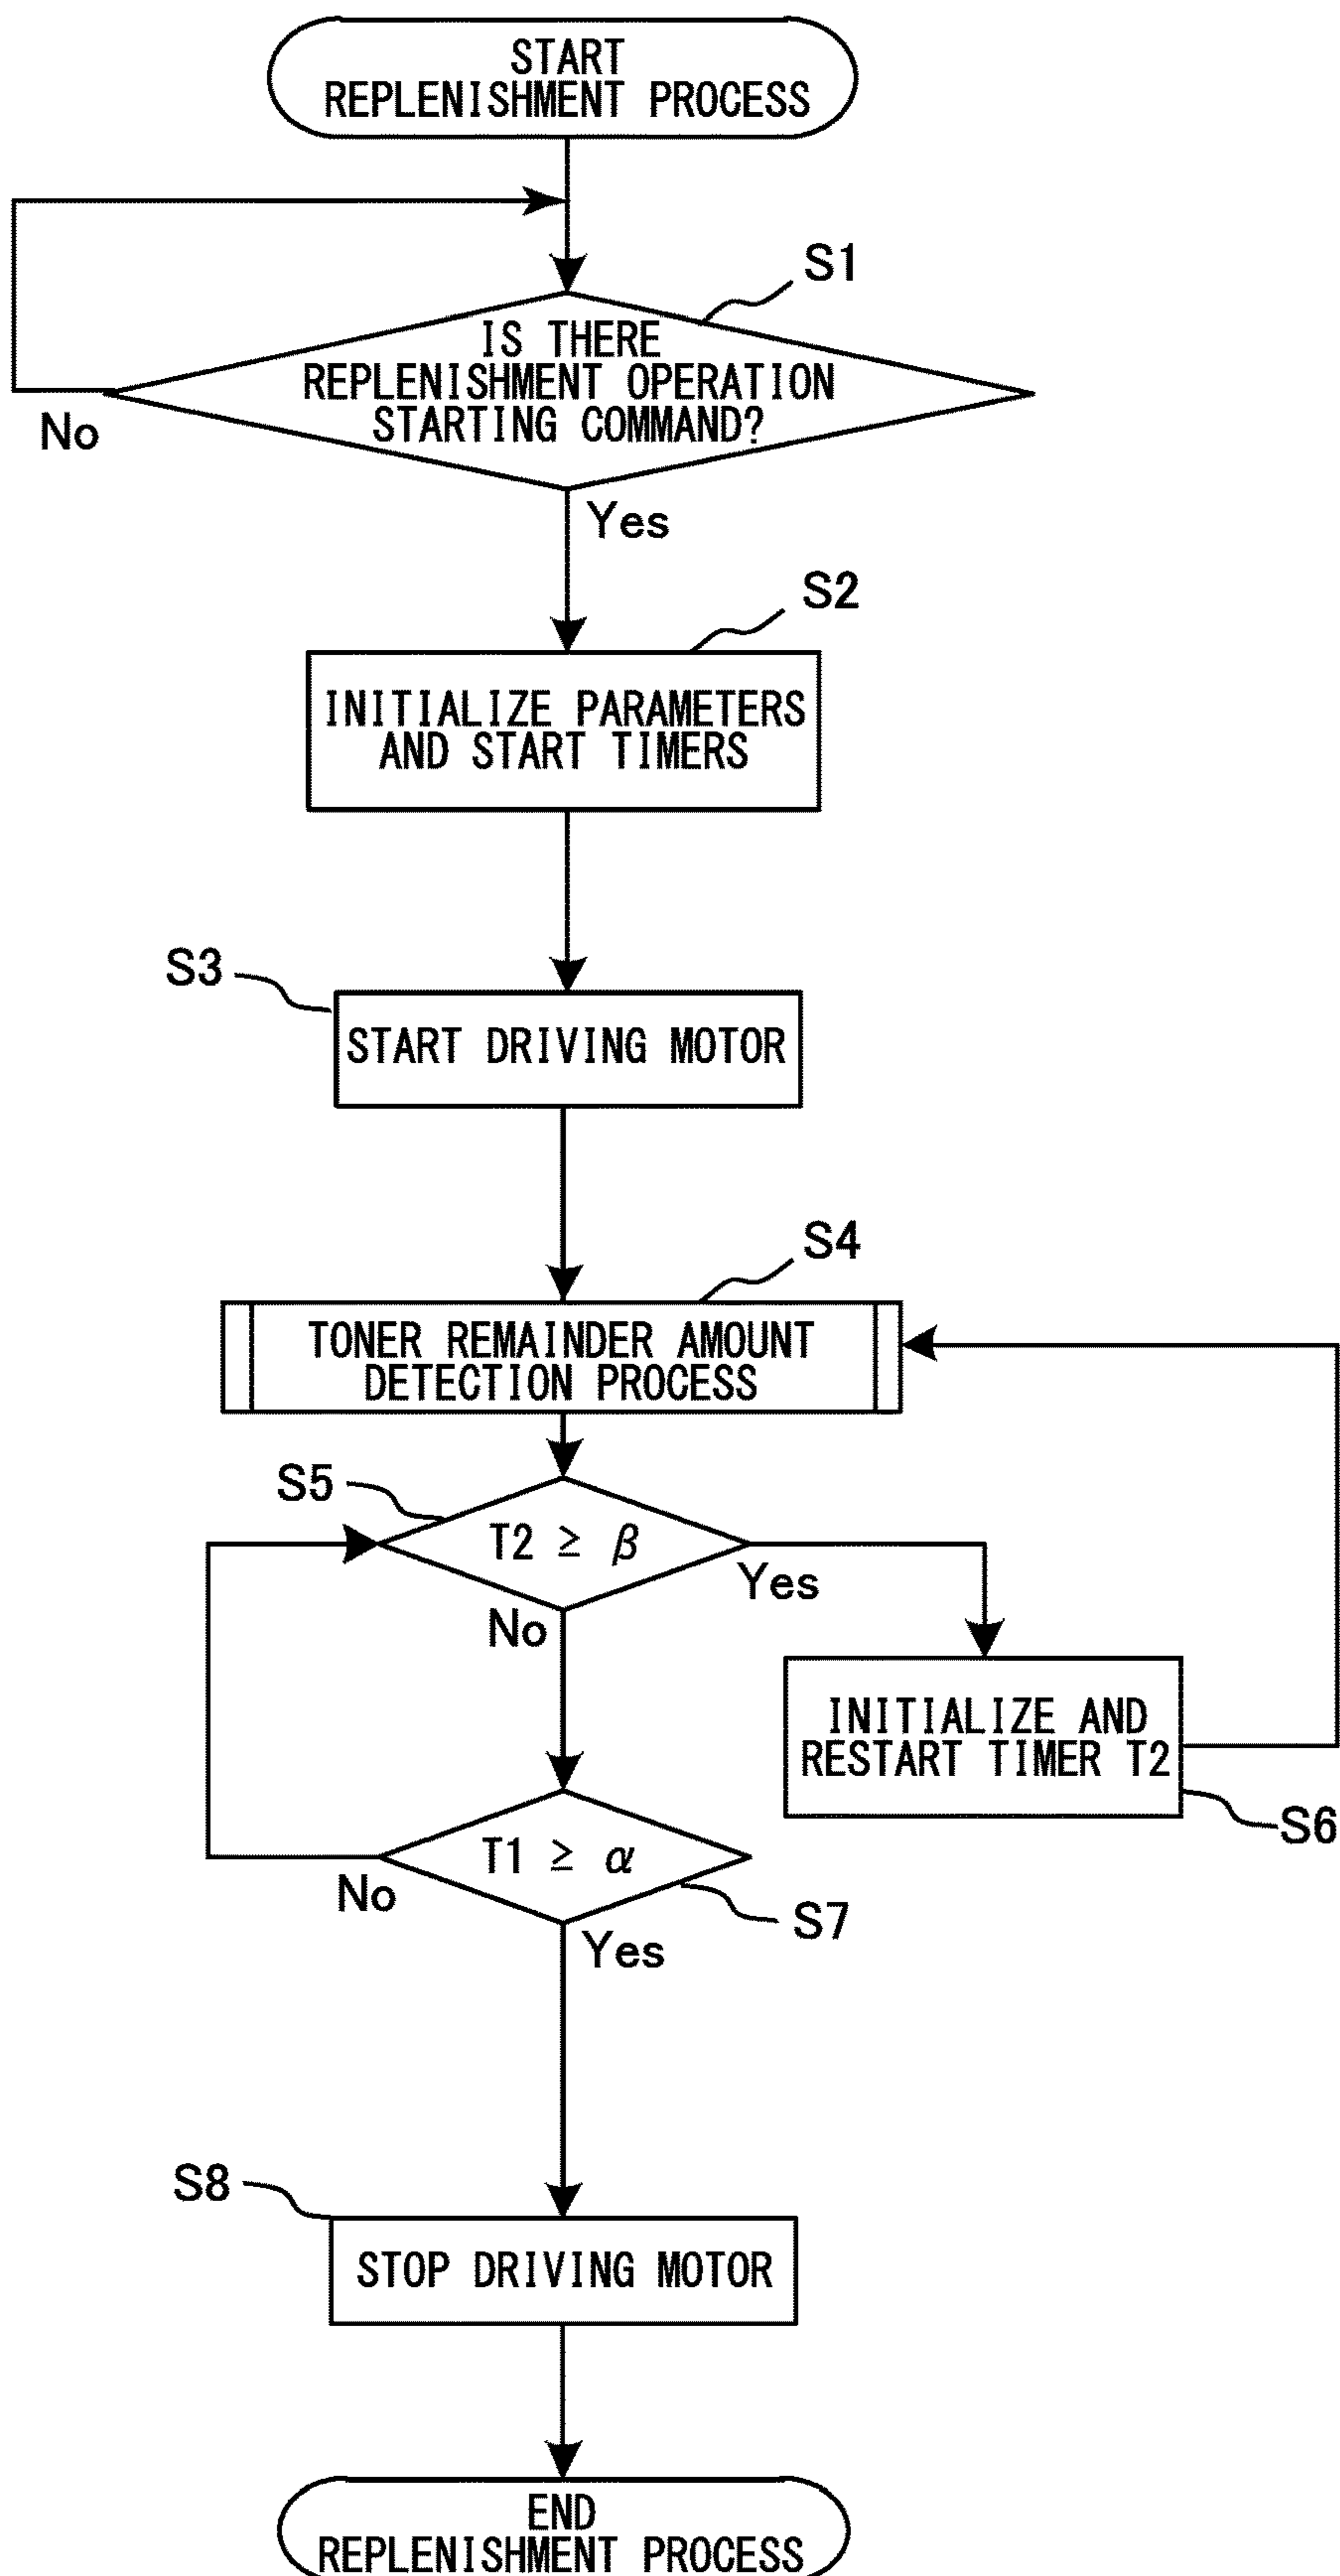 START
REPLENISHMENT PROCESS
S1
IS THERE
REPLENISHMENT OPERATION
STARTING COMMAND?
No
Yes
S2
INITIALIZE PARAMETERS
AND START TIMERS
S3
START DRIVING MOTOR
S4
TONER REMAINDER AMOUNT
DETECTION PROCESS
S5
T2 ≥ β
Yes
No
INITIALIZE AND
RESTART TIMER T2
S6
T1 ≥ α
No
S7
Yes
S8
STOP DRIVING MOTOR
END
REPLENISHMENT PROCESS